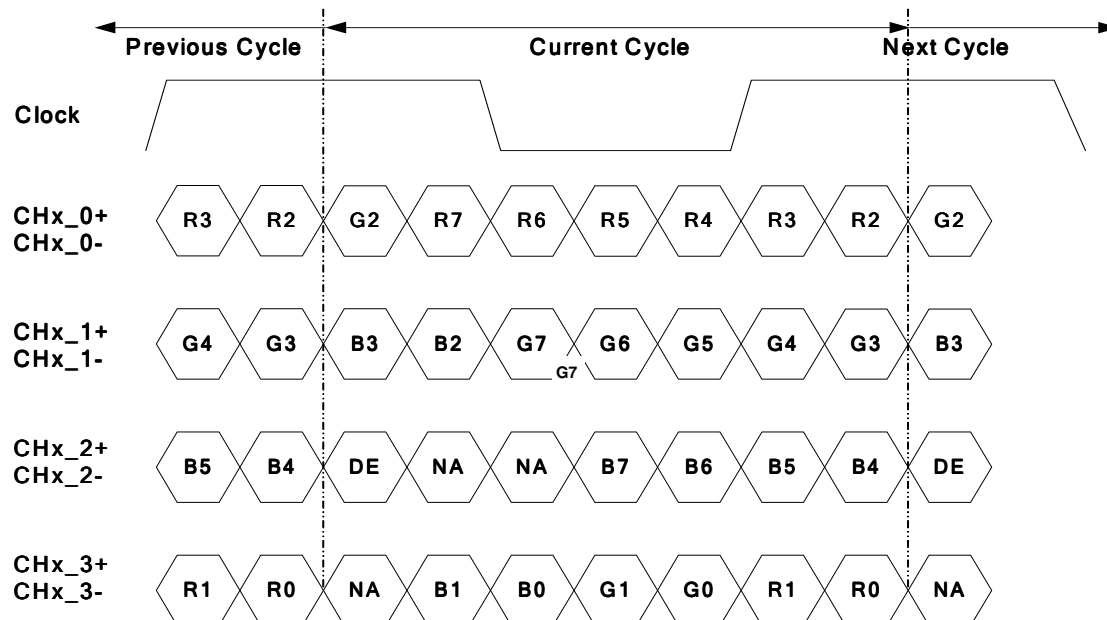 Previous Cycle Current Cycle Next Cycle
Clock
CHx_0+
CHx_0-
R3 R2 G2 R7 R6 R5 R4 R3 R2 G2
CHx_1+
CHx_1-
G4 G3 B3 B2 G7 G6 G5 G4 G3 B3
G7
CHx_2+
CHx_2-
B5 B4 DE NA NA B7 B6 B5 B4 DE
CHx_3+
CHx_3-
R1 R0 NA B1 B0 G1 G0 R1 R0 NA